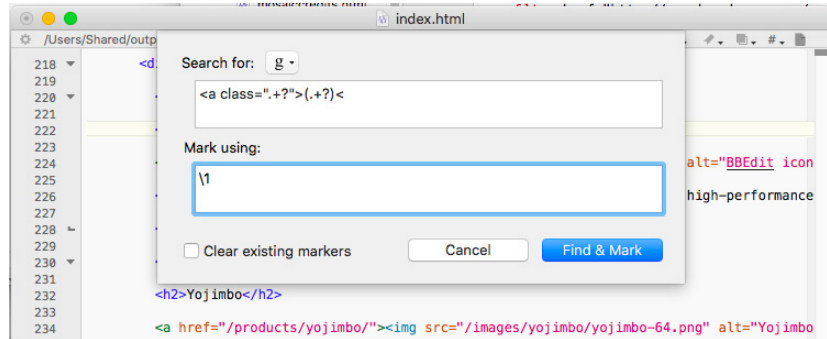 index.html
/Users/Shared/outp
Search for: g
<a class=".+?">(.+?)<
Mark using:
\1
Clear existing markers Cancel Find & Mark
218 <d
219
220
221
222
223
224 alt="BBEdit icon
225
226 high-performance
227
228
229
230
231
232 <h2>Yojimbo</h2>
233
234 <a href="/products/yojimbo/"><img src="/images/yojimbo/yojimbo-64.png" alt="Yojimbo